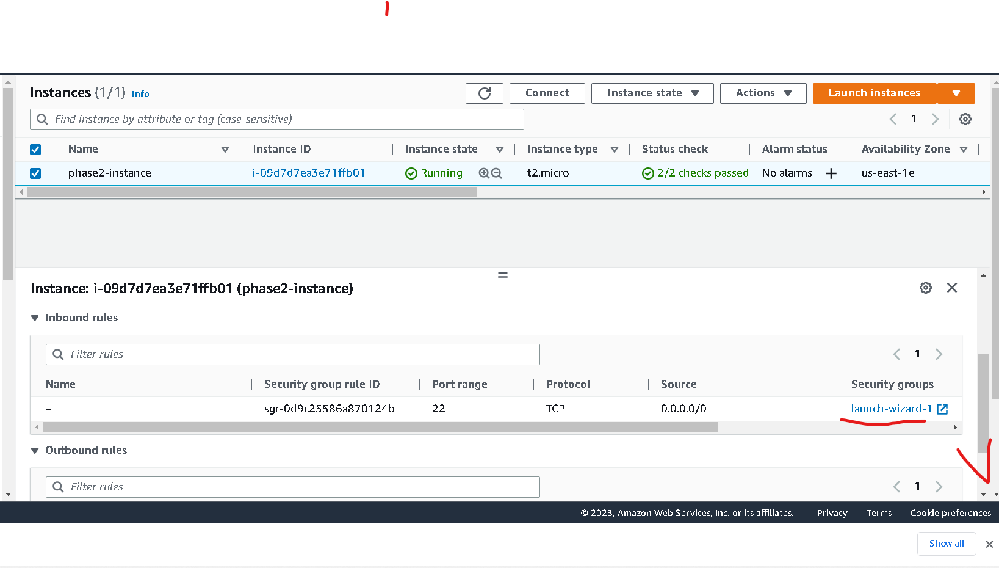 Instances (1/1) Info
Connect
Instance state
Actions
Launch instances
Find instance by attribute or tag (case-sensitive)
1
Name Instance ID Instance state Instance type Status check Alarm status Availability Zone
phase2-instance i-09d7d7ea3e71ffb01 Running t2.micro 2/2 checks passed No alarms + us-east-1e
Instance: i-09d7d7ea3e71ffb01 (phase2-instance)
Inbound rules
Filter rules
1
Name Security group rule ID Port range Protocol Source Security groups
– sgr-0d9c25586a870124b 22 TCP 0.0.0.0/0 launch-wizard-1
Outbound rules
Filter rules
1
© 2023, Amazon Web Services, Inc. or its affiliates. Privacy Terms Cookie preferences
Show all